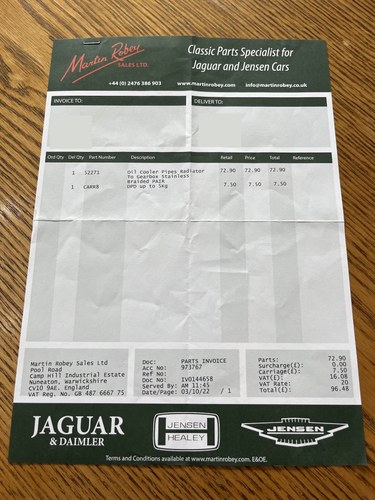 Martin Robey
SALES LTD.
Classic Parts Specialist for
Jaguar and Jensen Cars
+44 (0) 2476 386 903 www.martinrobey.com info@martinrobey.co.uk
INVOICE TO: DELIVER TO:
Ord Qty Del Qty Part Number Description Retail Price Total Reference
1 S2271 Oil Cooler Pipes Radiator 72.90 72.90 72.90
To Gearbox Stainless
Braided PAIR
1 CARR8 DPD up to 5Kg 7.50 7.50 7.50
Martin Robey Sales Ltd
Pool Road
Camp Hill Industrial Estate
Nuneaton, Warwickshire
CV10 9AE. England
VAT Reg. No. GB 487 6667 75
Doc: PARTS INVOICE
Acc No: 973767
Ref No:
Doc No: IVO144658
Served By: AM 11:45
Date/Page: 03/10/22 / 1
Parts: 72.90
Surcharge(£): 0.00
Carriage(£): 7.50
VAT(£): 16.08
VAT Rate: 20
Total(£): 96.48
JAGUAR
& DAIMLER
JENSEN
HEALEY
JENSEN
Terms and Conditions available at www.martinrobey.com, E&OE.